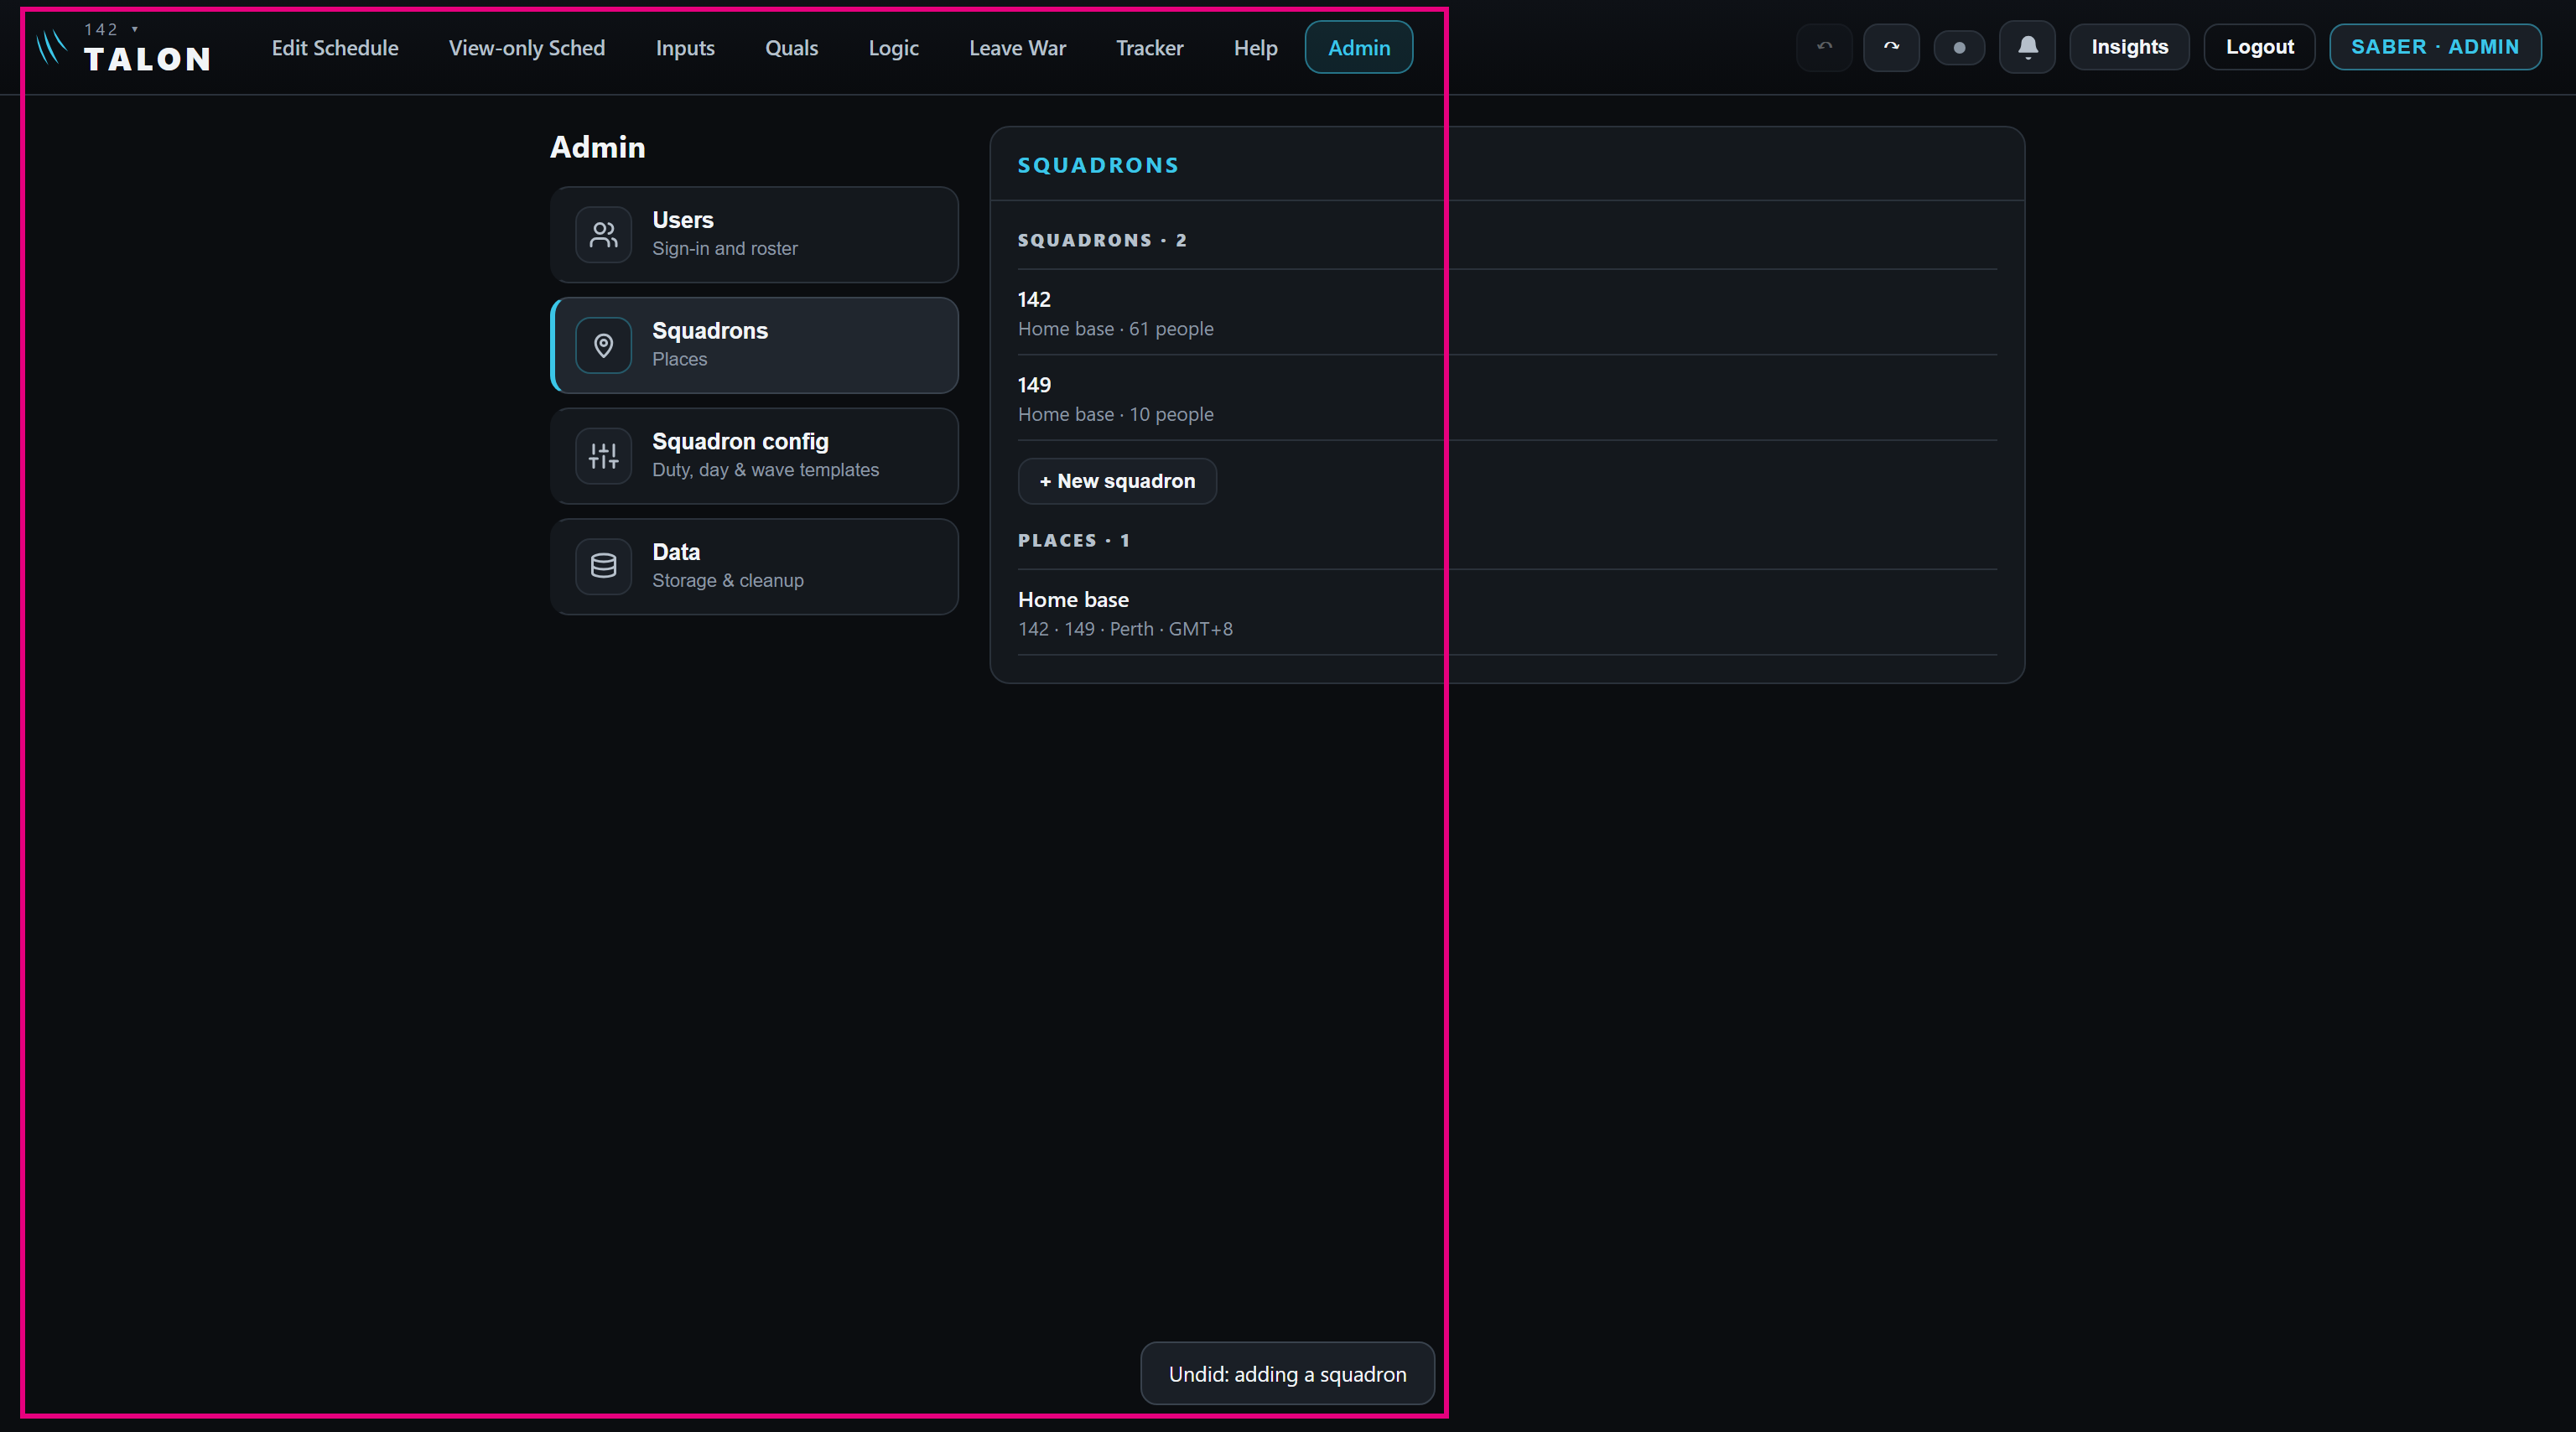 142 ▾
TALON
Edit Schedule
View-only Sched
Inputs
Quals
Logic
Leave War
Tracker
Help
Admin
Insights
Logout
SABER · ADMIN
Admin
Users
Sign-in and roster
Squadrons
Places
Squadron config
Duty, day & wave templates
Data
Storage & cleanup
SQUADRONS
SQUADRONS · 2
142
Home base · 61 people
149
Home base · 10 people
+ New squadron
PLACES · 1
Home base
142 · 149 · Perth · GMT+8
Undid: adding a squadron